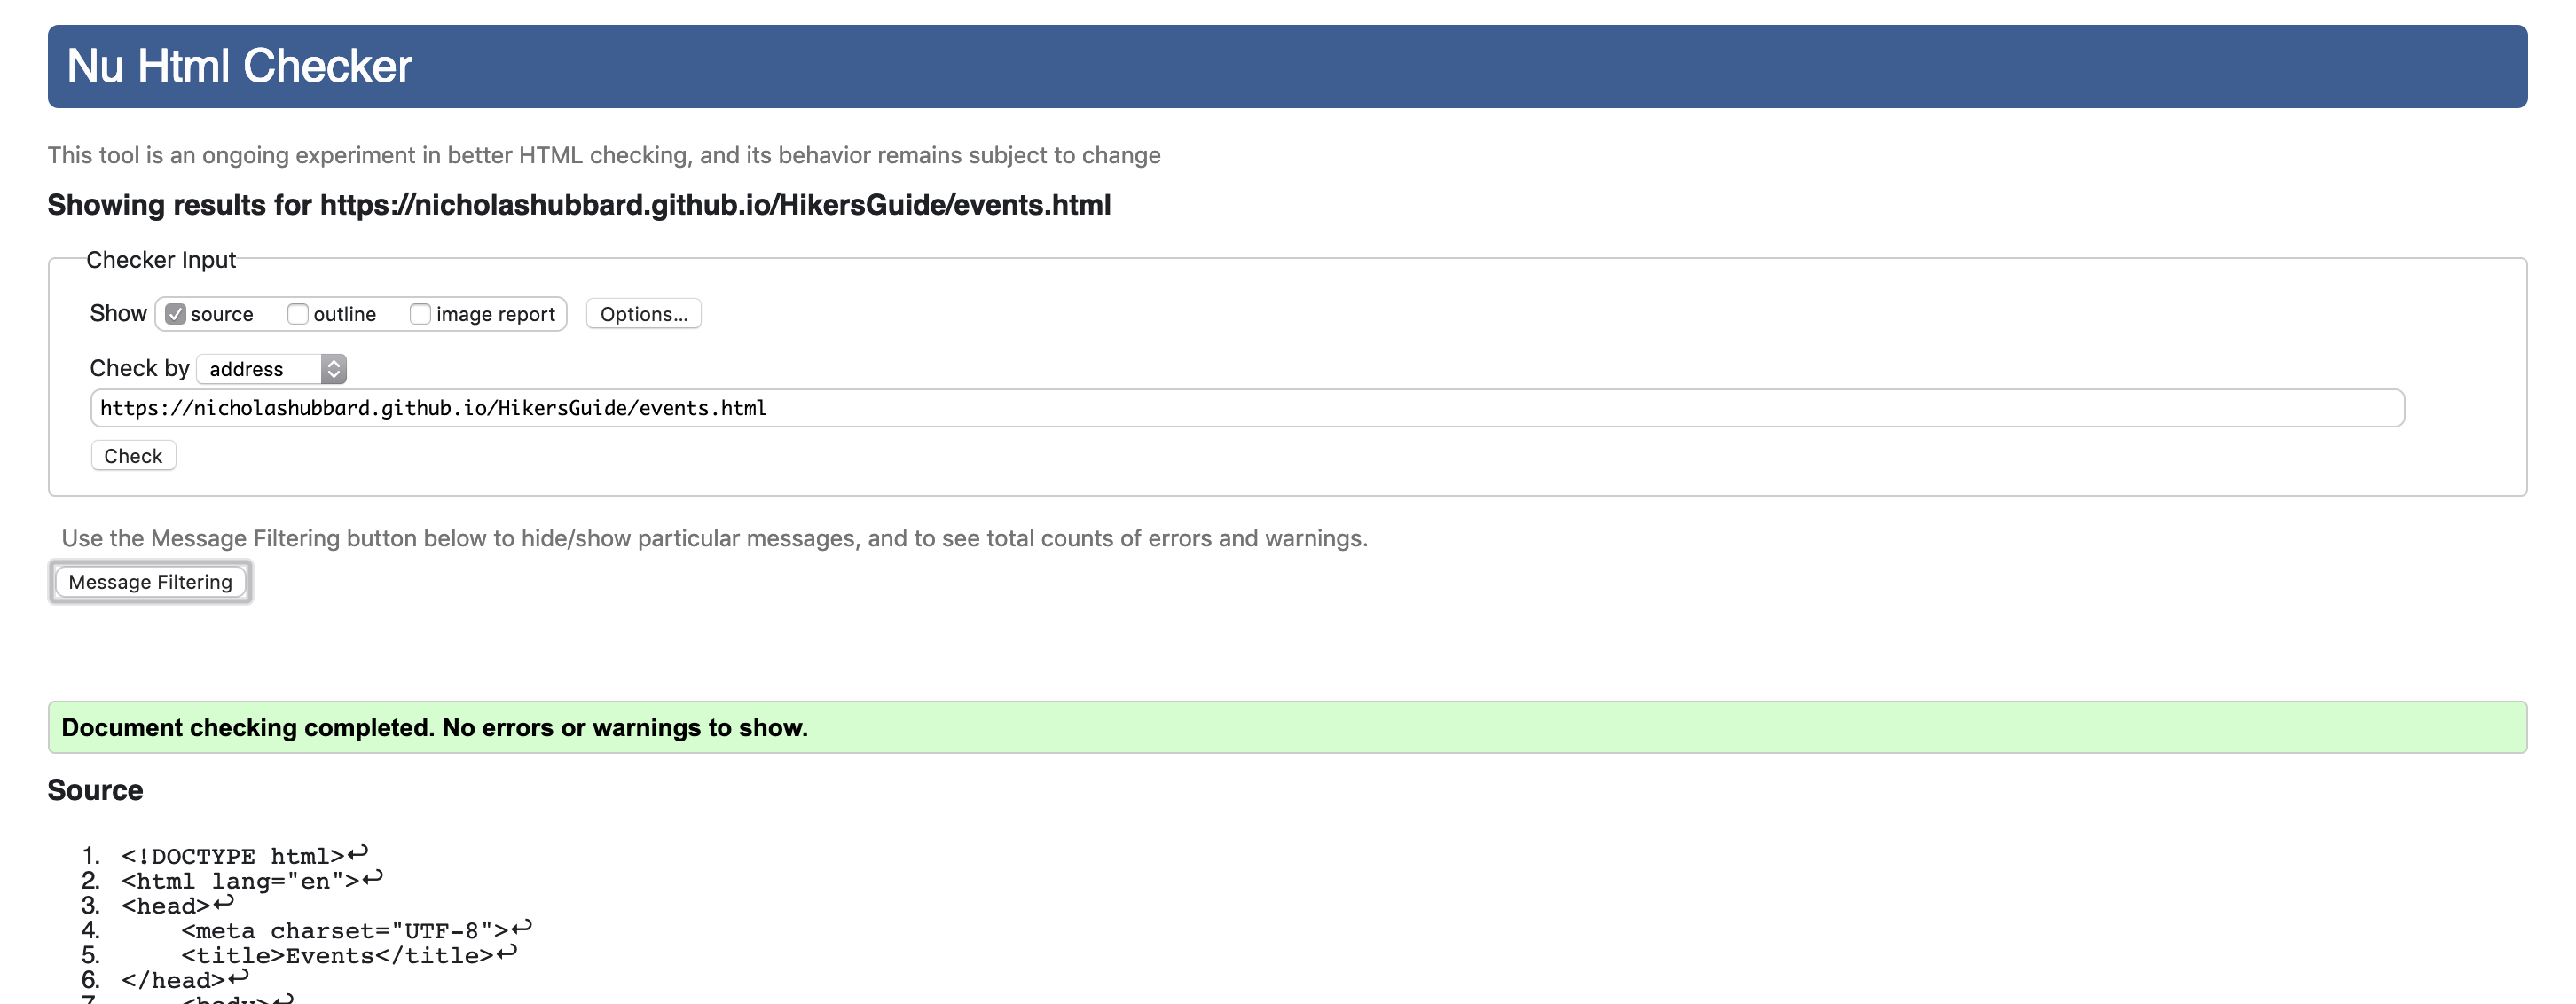 Nu Html Checker
This tool is an ongoing experiment in better HTML checking, and its behavior remains subject to change
Showing results for https://nicholashubbard.github.io/HikersGuide/events.html
Checker Input
Show source outline image report Options...
Check by address
https://nicholashubbard.github.io/HikersGuide/events.html
Check
Use the Message Filtering button below to hide/show particular messages, and to see total counts of errors and warnings.
Message Filtering
Document checking completed. No errors or warnings to show.
Source
1. <!DOCTYPE html>↩
2. <html lang="en">↩
3. <head>↩
4. <meta charset="UTF-8">↩
5. <title>Events</title>↩
6. </head>↩
7. <body>↩